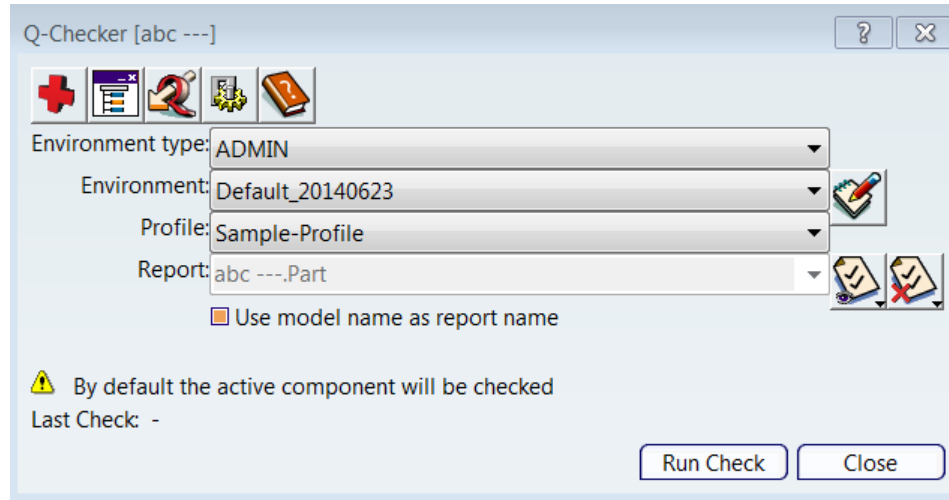 Q-Checker [abc ---]
Environment type: ADMIN
Environment: Default_20140623
Profile: Sample-Profile
Report: abc ---.Part
Use model name as report name
By default the active component will be checked
Last Check: -
Run Check Close